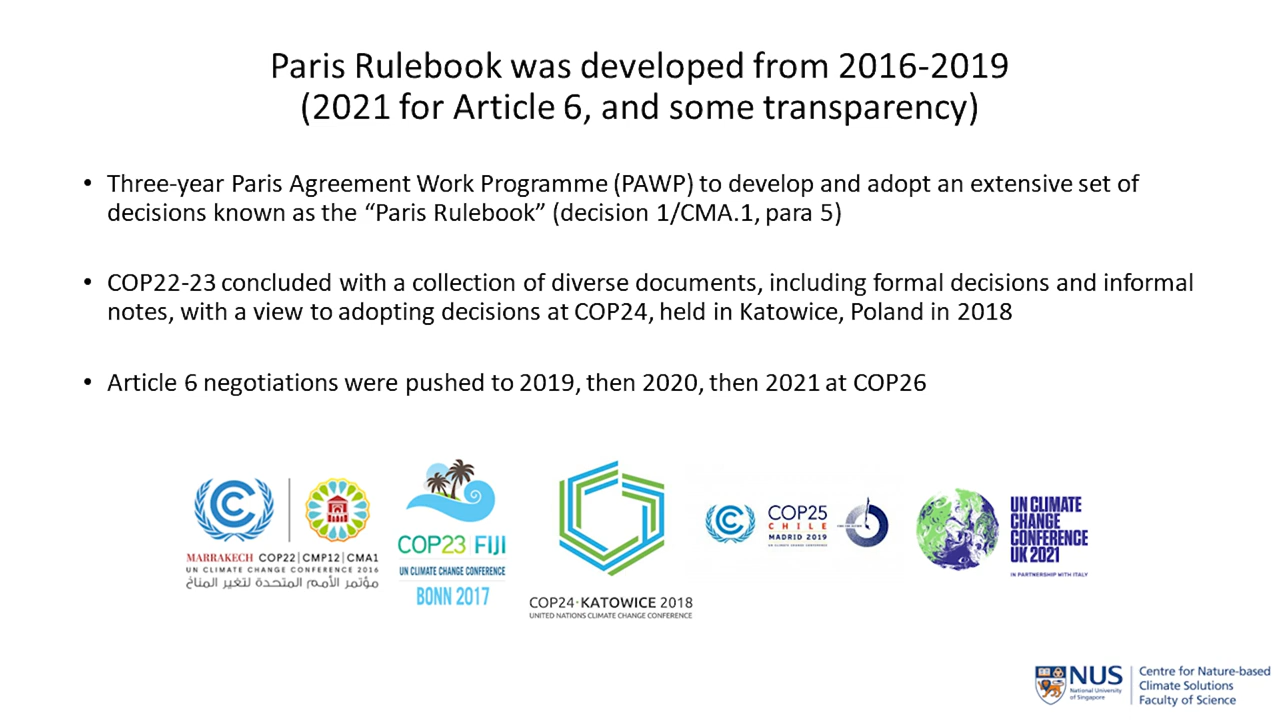 Paris Rulebook was developed from 2016-2019
(2021 for Article 6, and some transparency)
• Three-year Paris Agreement Work Programme (PAWP) to develop and adopt an extensive set of
decisions known as the “Paris Rulebook” (decision 1/CMA.1, para 5)
• COP22-23 concluded with a collection of diverse documents, including formal decisions and informal
notes, with a view to adopting decisions at COP24, held in Katowice, Poland in 2018
• Article 6 negotiations were pushed to 2019, then 2020, then 2021 at COP26
MARRAKECH COP22|CMP12|CMA1
UN CLIMATE CHANGE CONFERENCE 2016
مؤتمر الأمم المتحدة لتغير المناخ
COP23 FIJI
UN CLIMATE CHANGE CONFERENCE
BONN 2017
COP24·KATOWICE 2018
UNITED NATIONS CLIMATE CHANGE CONFERENCE
COP25
CHILE
MADRID 2019
UN CLIMATE CHANGE CONFERENCE
UN CLIMATE
CHANGE
CONFERENCE
UK 2021
IN PARTNERSHIP WITH ITALY
NUS
National University
of Singapore
Centre for Nature-based
Climate Solutions
Faculty of Science